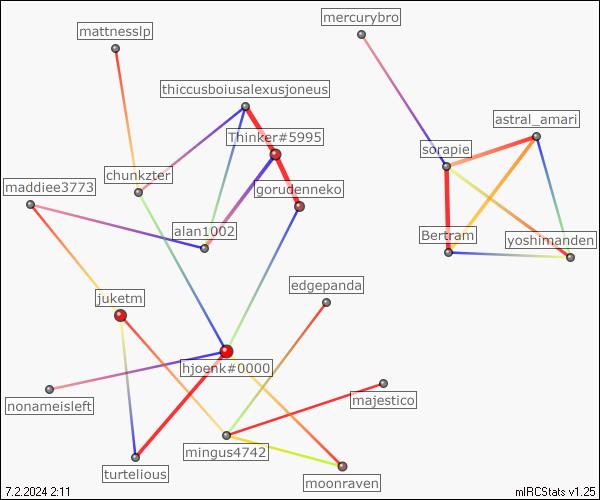 mercurybro
mattnesslp
thiccusboiusalexusjoneus
astral_amari
Thinker#5995
sorapie
chunkzter
maddiee3773
gorudenneko
alan1002
Bertram
yoshimanden
edgepanda
juketm
hjoenk#0000
majestico
nonameisleft
mingus4742
turtelious
moonraven
7.2.2024 2:11
mIRCStats v1.25